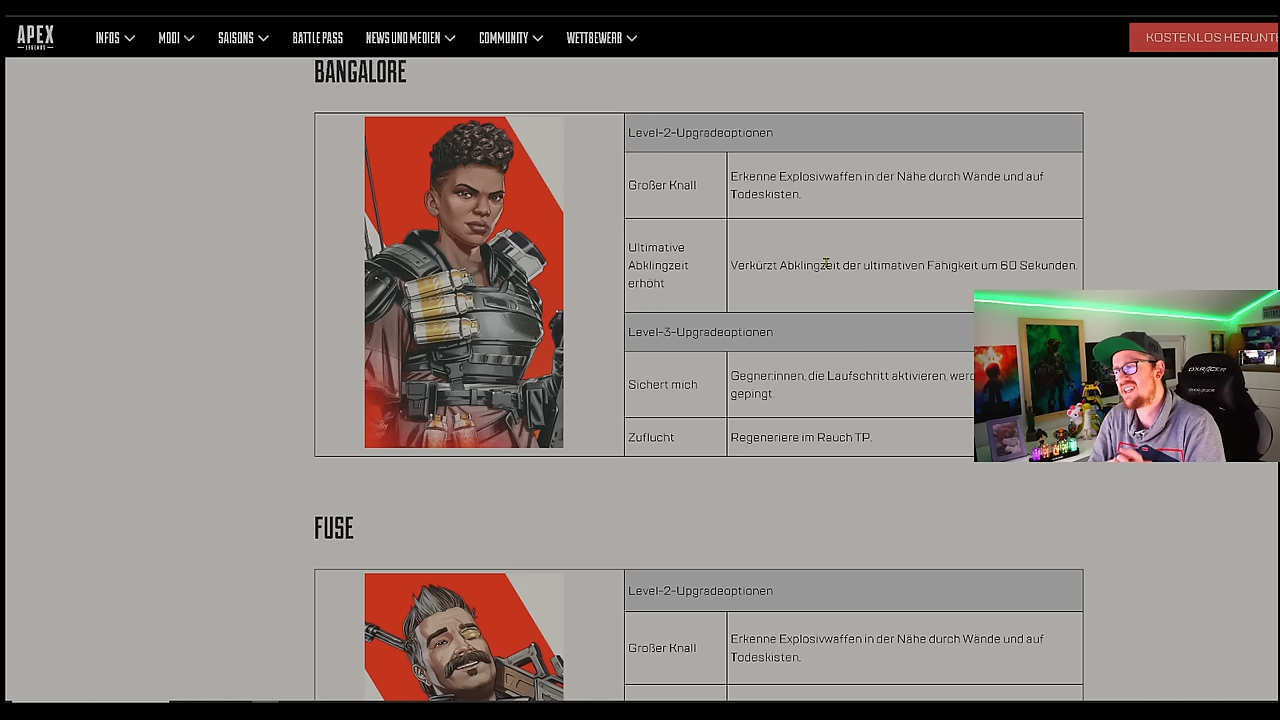 APEX
LEGENDS
INFOS
MODI
SAISONS
BATTLE PASS
NEWS UND MEDIEN
COMMUNITY
WETTBEWERB
KOSTENLOS HERUNT
BANGALORE
Level-2-Upgradeoptionen
Großer Knall
Erkenne Explosivwaffen in der Nähe durch Wände und auf
Todeskisten.
Ultimative
Abklingzeit
erhöht
Verkürzt Abklingzeit der ultimativen Fähigkeit um 60 Sekunden.
Level-3-Upgradeoptionen
Sichert mich
Gegner:innen, die Laufschritt aktivieren, werd
gepingt.
Zuflucht
Regeneriere im Rauch TP.
DXRACER
FUSE
Level-2-Upgradeoptionen
Großer Knall
Erkenne Explosivwaffen in der Nähe durch Wände und auf
Todeskisten.